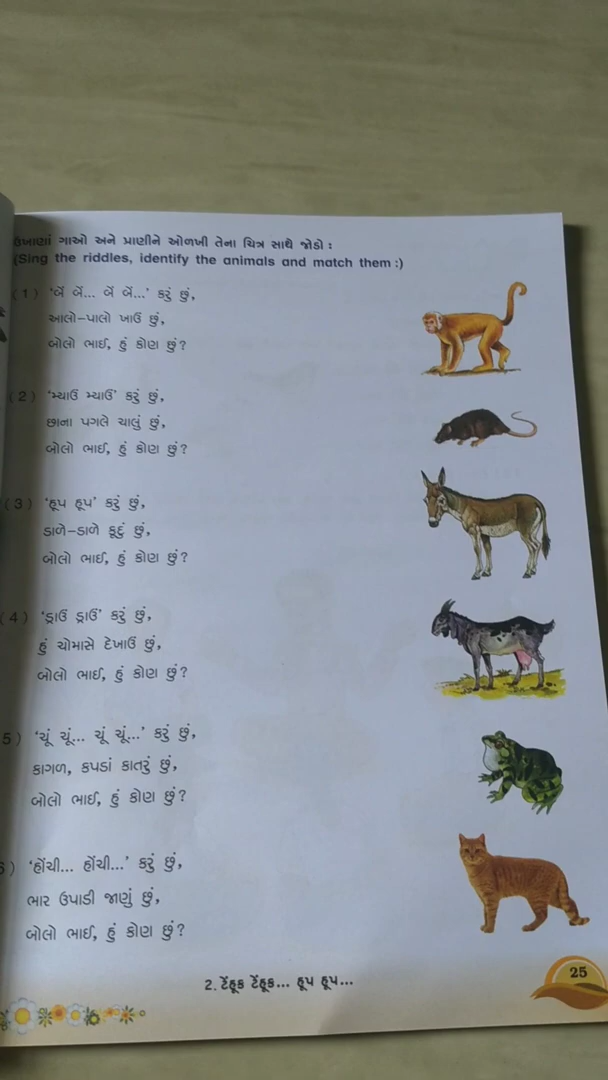 ઉખાણાં ગાઓ અને પ્રાણીને ઓળખી તેના ચિત્ર સાથે જોડો :
(Sing the riddles, identify the animals and match them :)
(1) ‘બેં બેં... બેં બેં...’ કરું છું,
આલો-પાલો ખાઉં છું,
બોલો ભાઈ, હું કોણ છું?
(2) ‘મ્યાઉં મ્યાઉં’ કરું છું,
છાના પગલે ચાલું છું,
બોલો ભાઈ, હું કોણ છું?
(3) ‘હૂપ હૂપ’ કરું છું,
ડાળે-ડાળે કૂદું છું,
બોલો ભાઈ, હું કોણ છું?
(4) ‘ડ્રાઉં ડ્રાઉં’ કરું છું,
હું ચોમાસે દેખાઉં છું,
બોલો ભાઈ, હું કોણ છું?
5) ‘ચૂં ચૂં... ચૂં ચૂં...’ કરું છું,
કાગળ, કપડાં કાતરું છું,
બોલો ભાઈ, હું કોણ છું?
6) ‘હોંચી... હોંચી...’ કરું છું,
ભાર ઉપાડી જાણું છું,
બોલો ભાઈ, હું કોણ છું?
2. ટેંહૂક ટેંહૂક... હૂપ હૂપ...
25